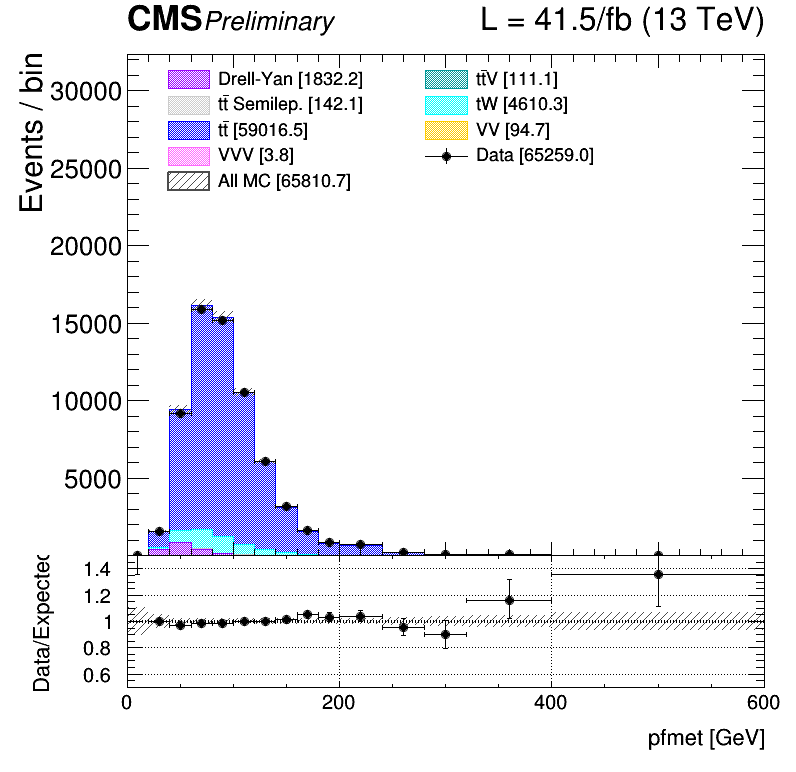 CMS Preliminary L = 41.5/fb (13 TeV)
Events / bin
Drell-Yan [1832.2]
tt̄ Semilep. [142.1]
tt̄ [59016.5]
VVV [3.8]
All MC [65810.7]
tt̄V [111.1]
tW [4610.3]
VV [94.7]
Data [65259.0]
30000
25000
20000
15000
10000
5000
Data/Expected
1.4
1.2
1
0.8
0.6
0 200 400 600
pfmet [GeV]